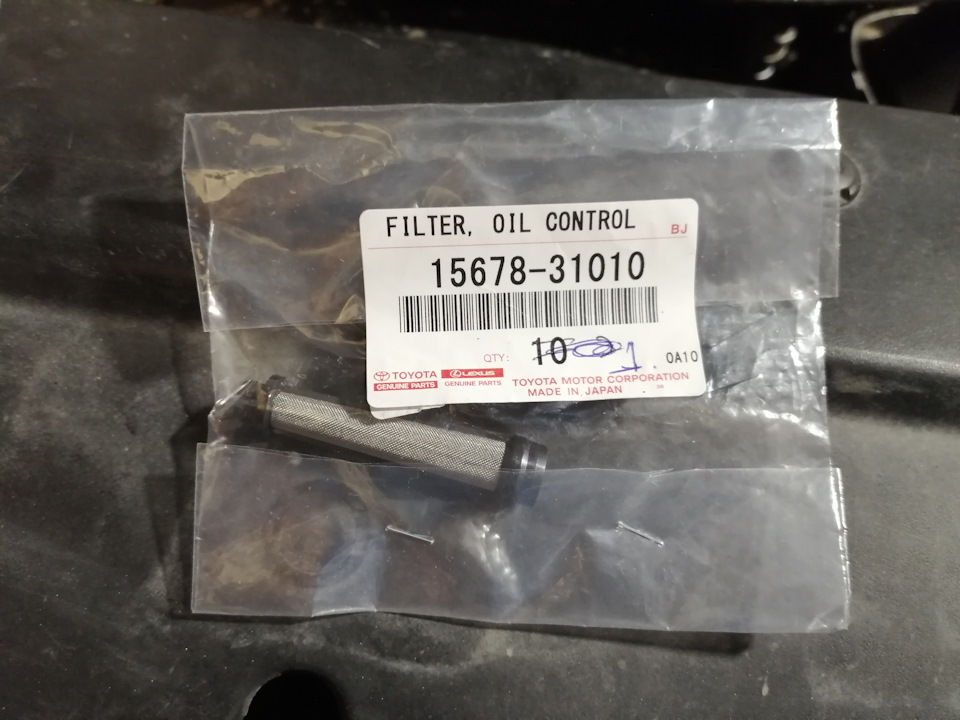 FILTER, OIL CONTROL
BJ
15678-31010
QTY: 10 1.
0A10
TOYOTA
GENUINE PARTS
LEXUS
GENUINE PARTS
TOYOTA MOTOR CORPORATION
MADE IN JAPAN